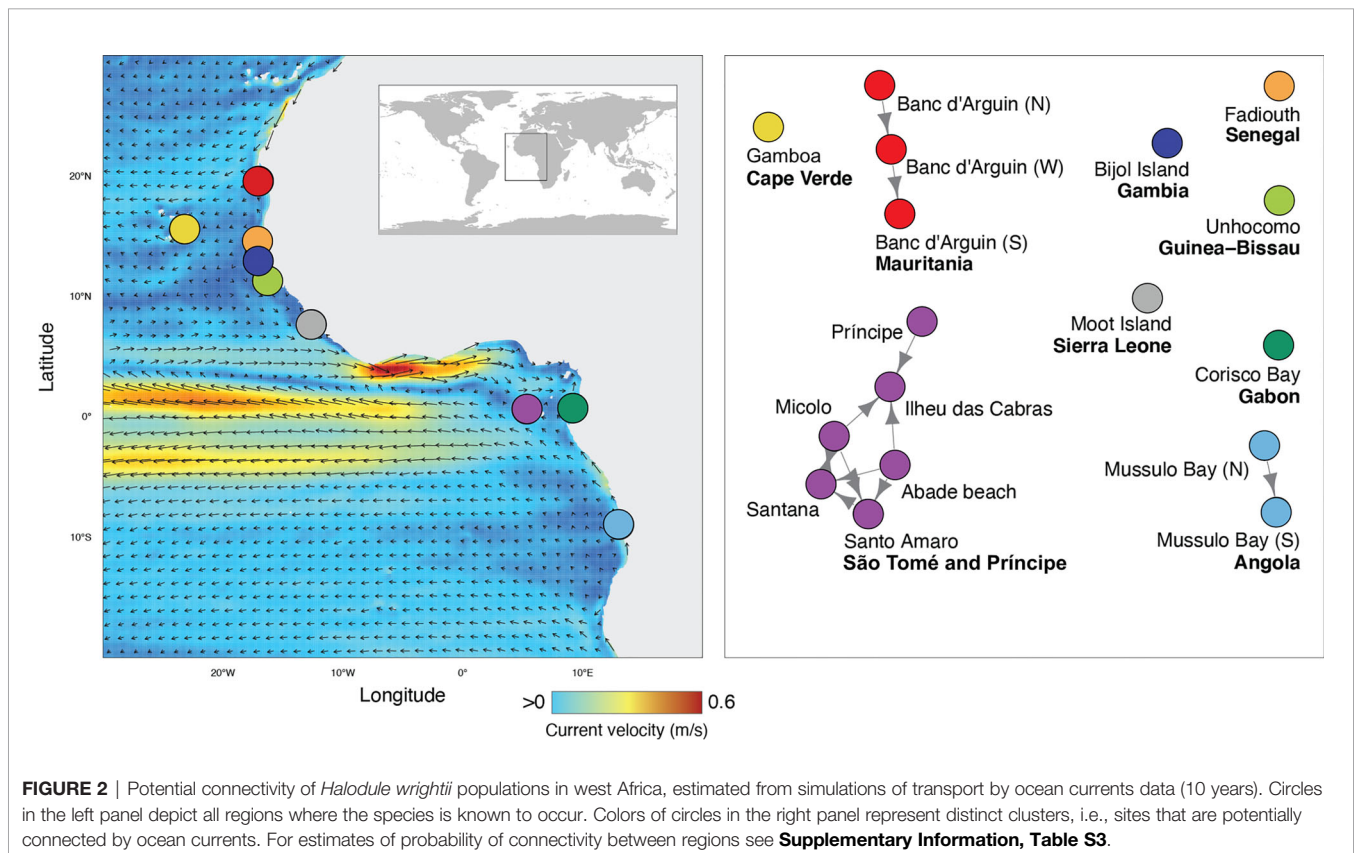 20°N
10°N
0°
10°S
Latitude
20°W
10°W
0°
10°E
Longitude
>0
0.6
Current velocity (m/s)
Gamboa
Cape Verde
Banc d'Arguin (N)
Banc d'Arguin (W)
Banc d'Arguin (S)
Mauritania
Fadiouth
Senegal
Bijol Island
Gambia
Unhocomo
Guinea–Bissau
Moot Island
Sierra Leone
Corisco Bay
Gabon
Príncipe
Ilheu das Cabras
Micolo
Abade beach
Santana
Santo Amaro
São Tomé and Príncipe
Mussulo Bay (N)
Mussulo Bay (S)
Angola
FIGURE 2 | Potential connectivity of Halodule wrightii populations in west Africa, estimated from simulations of transport by ocean currents data (10 years). Circles
in the left panel depict all regions where the species is known to occur. Colors of circles in the right panel represent distinct clusters, i.e., sites that are potentially
connected by ocean currents. For estimates of probability of connectivity between regions see Supplementary Information, Table S3.